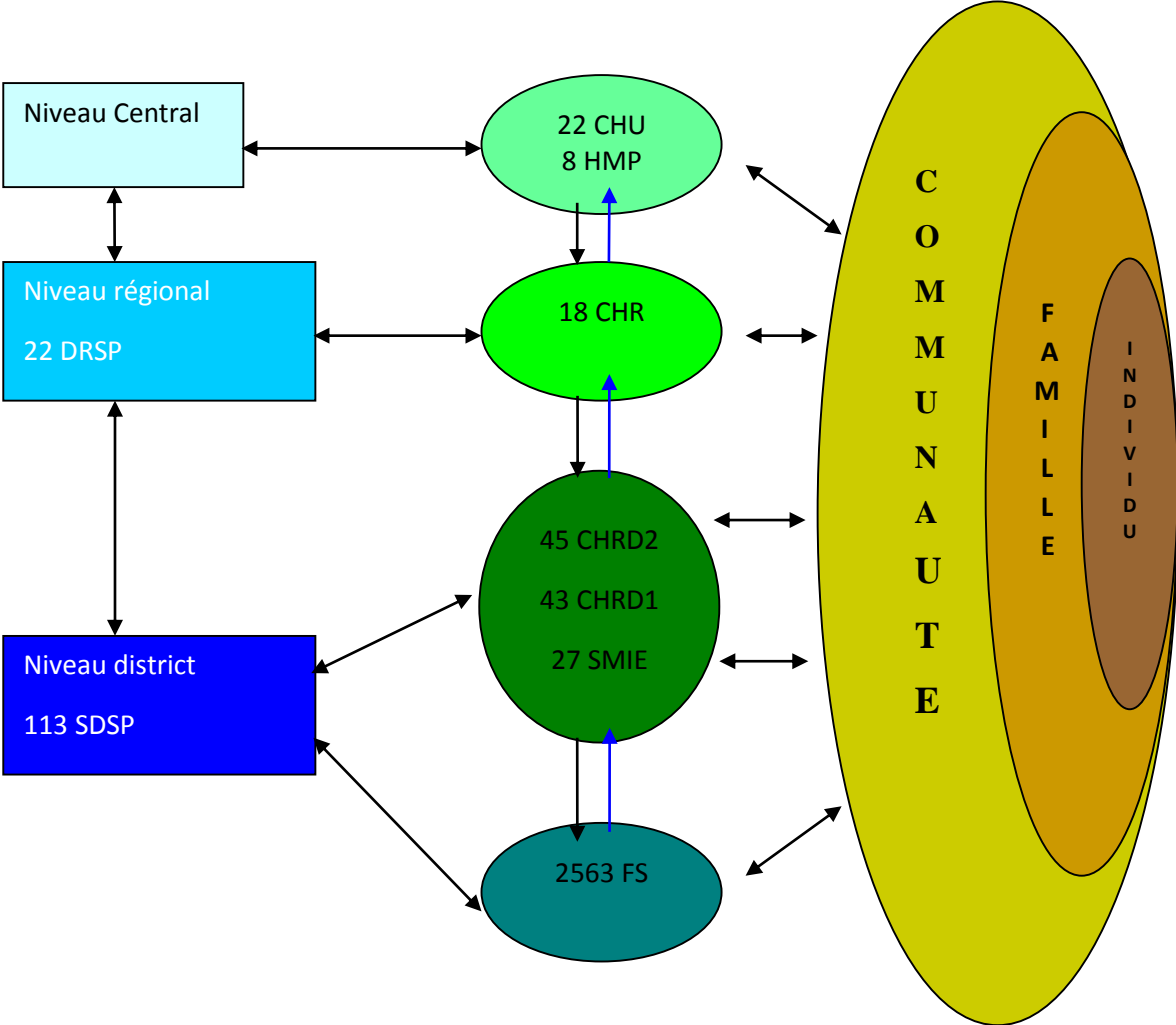 Niveau Central
22 CHU
8 HMP
Niveau régional
22 DRSP
18 CHR
45 CHRD2
43 CHRD1
27 SMIE
Niveau district
113 SDSP
2563 FS
COMMUNAUTE
FAMILLE
INDIVIDU